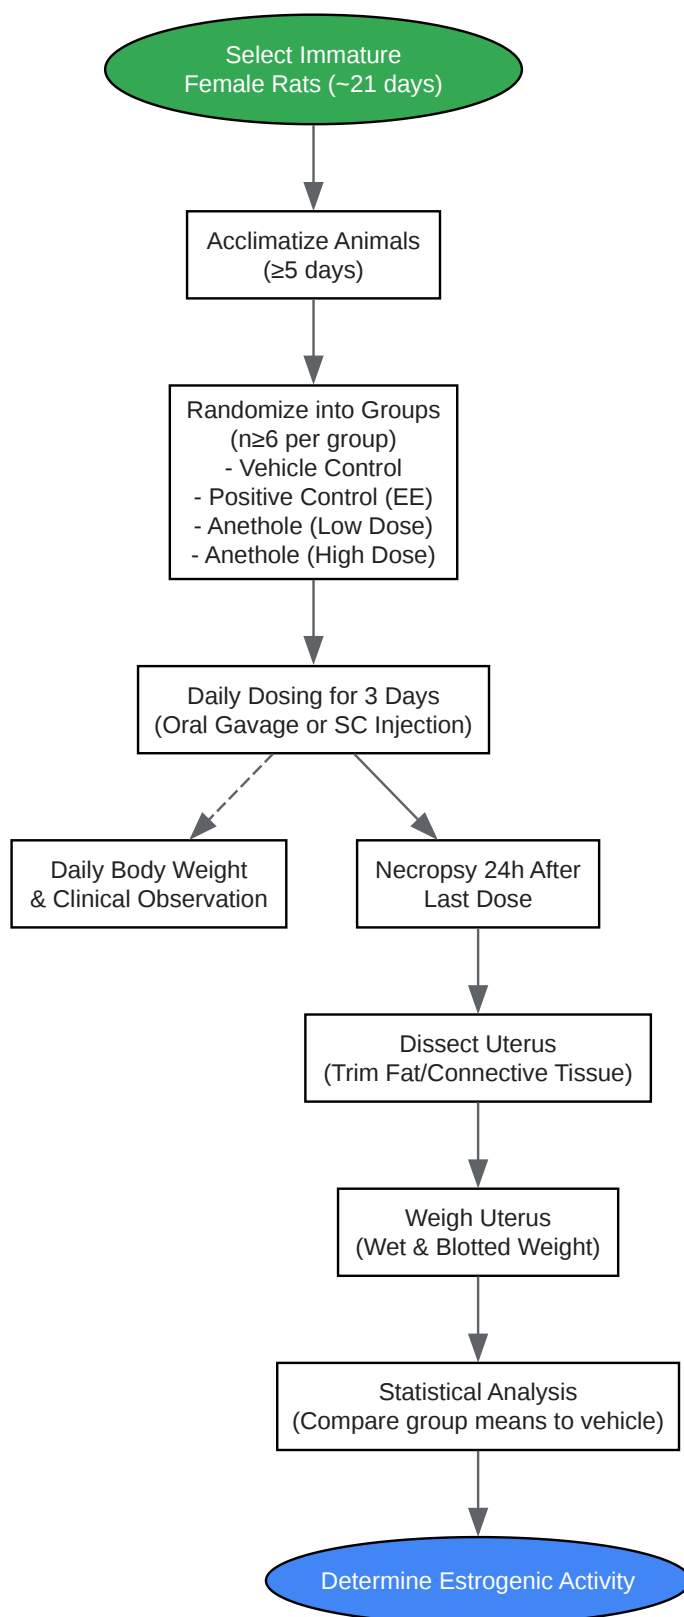 Select Immature
Female Rats (~21 days)
Acclimatize Animals
(≥5 days)
Randomize into Groups
(n≥6 per group)
- Vehicle Control
- Positive Control (EE)
- Anethole (Low Dose)
- Anethole (High Dose)
Daily Dosing for 3 Days
(Oral Gavage or SC Injection)
Daily Body Weight
& Clinical Observation
Necropsy 24h After
Last Dose
Dissect Uterus
(Trim Fat/Connective Tissue)
Weigh Uterus
(Wet & Blotted Weight)
Statistical Analysis
(Compare group means to vehicle)
Determine Estrogenic Activity